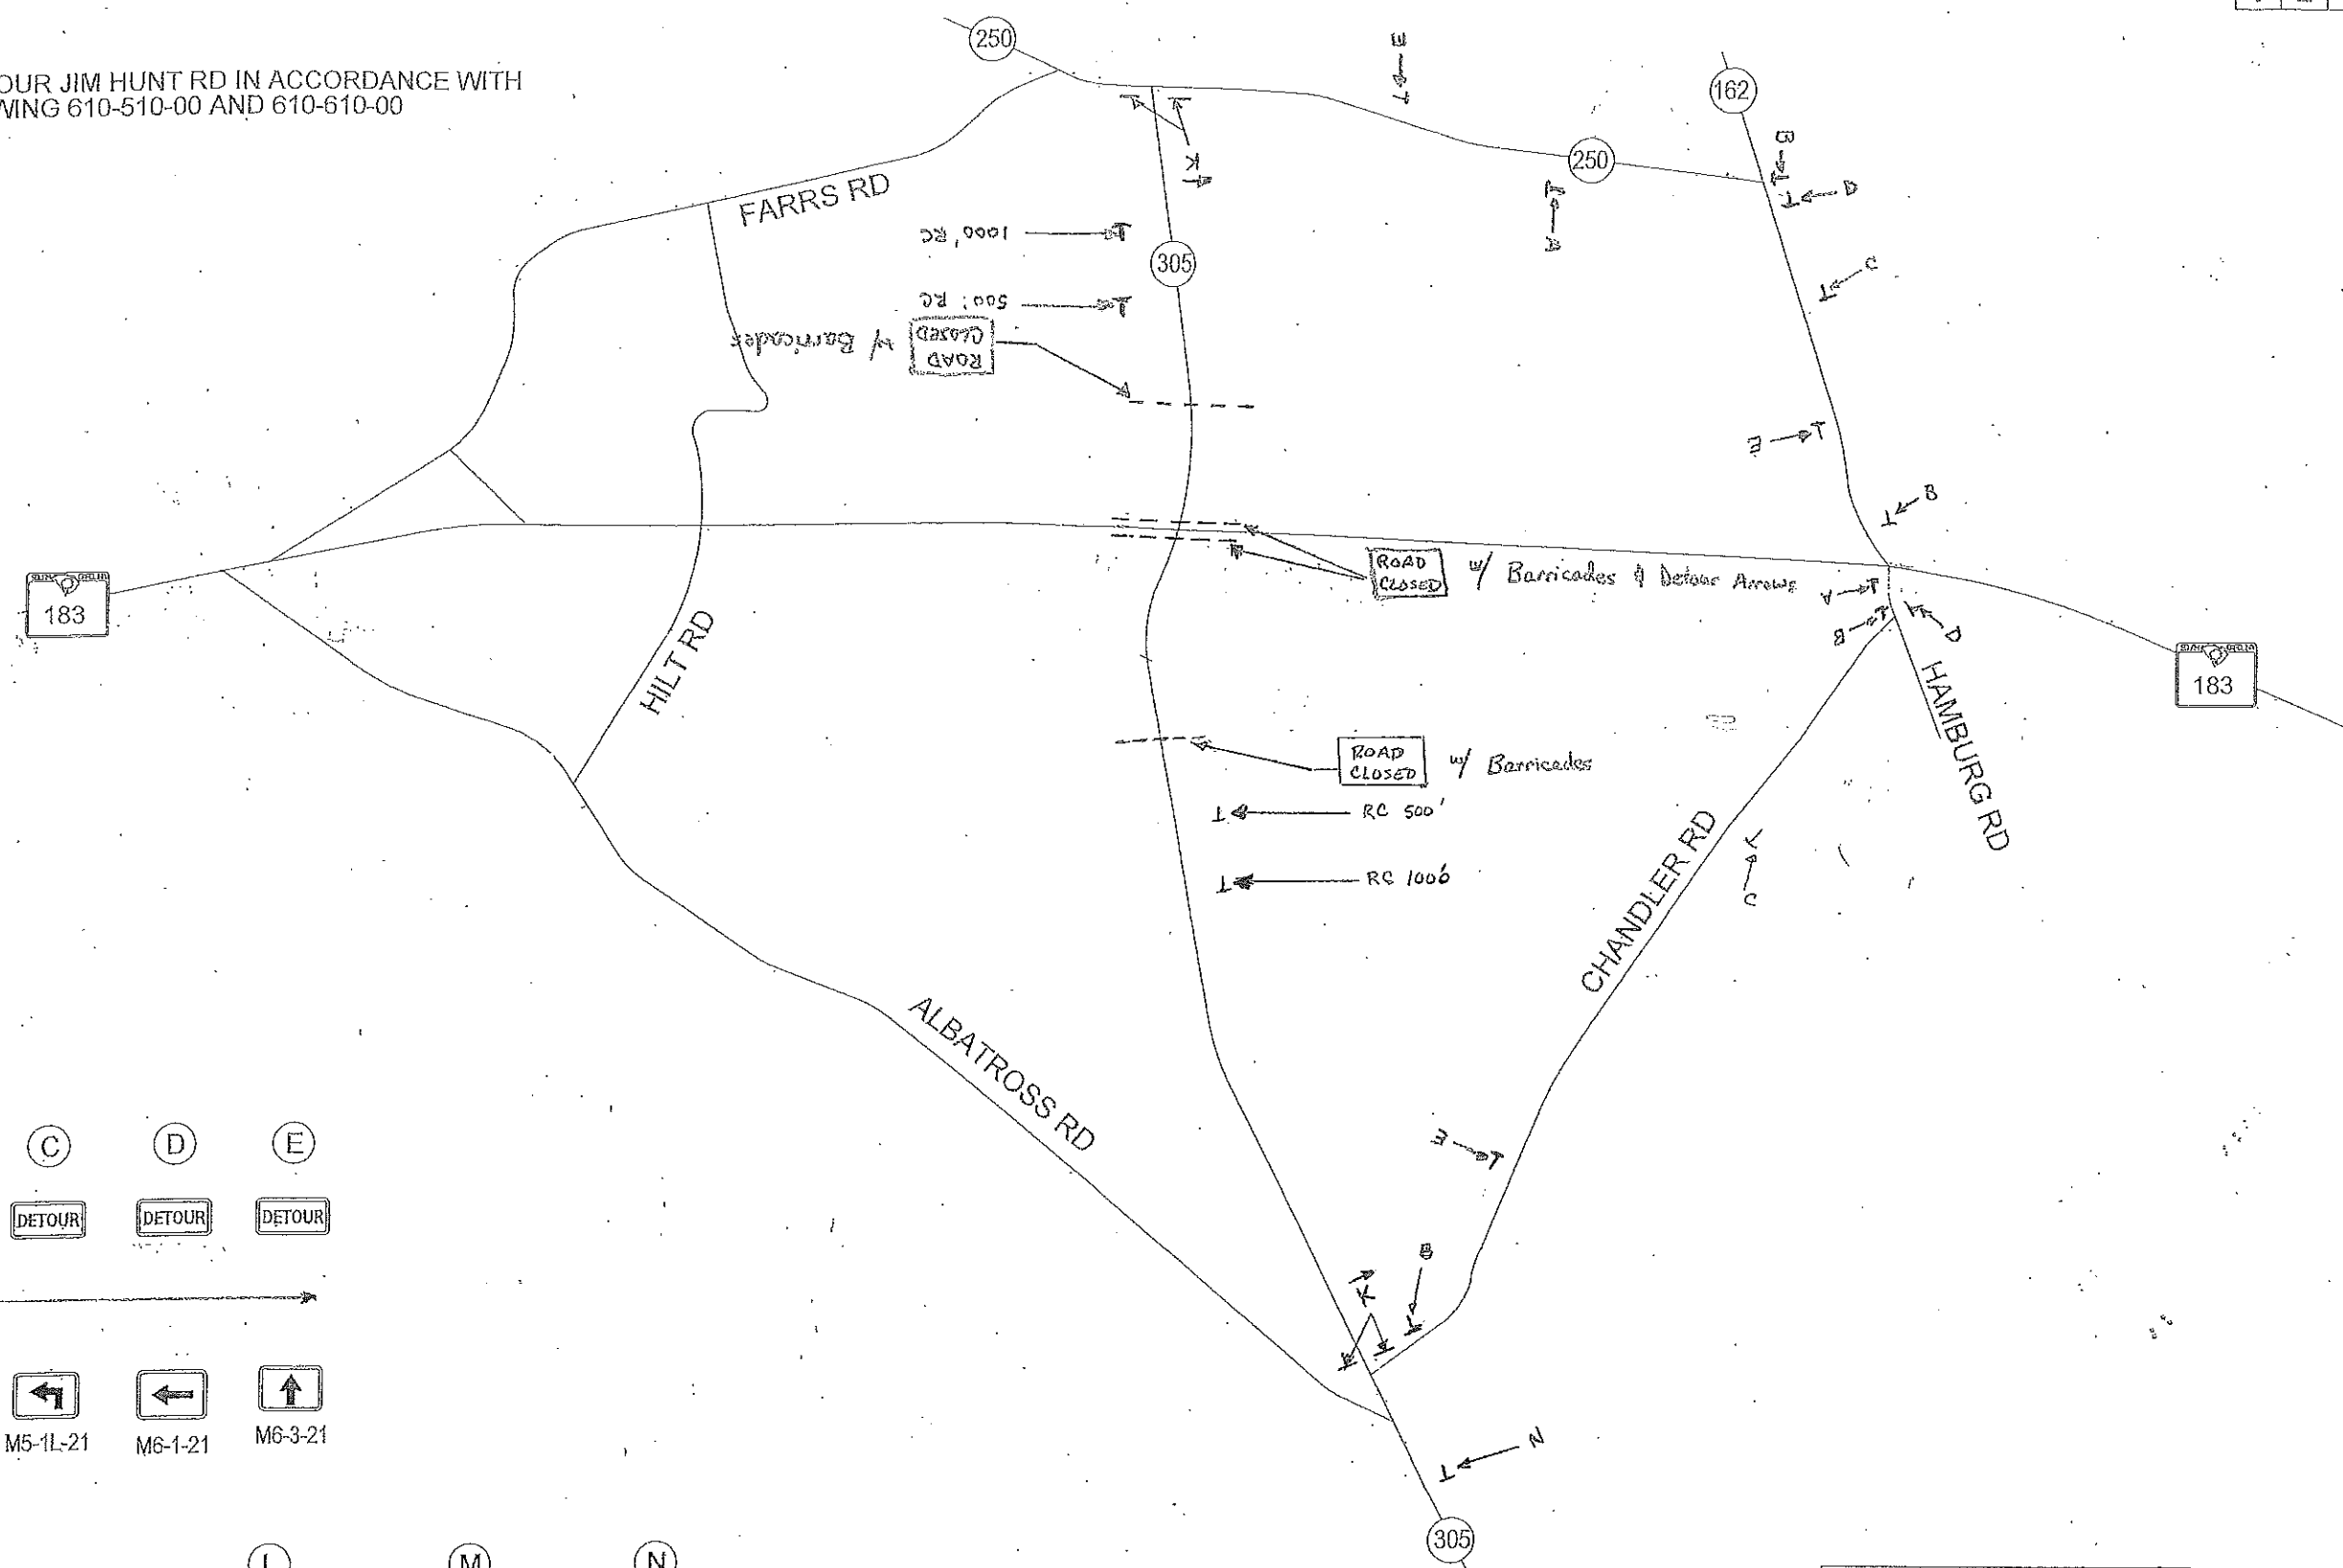 250
OUR JIM HUNT RD IN ACCORDANCE WITH
WING 610-510-00 AND 610-610-00
E
162
B
250
D
K
A
FARRS RD
1000' RC
305
C
500' RC
ROAD
CLOSED
w/ Barricades
E
B
ROAD
CLOSED
w/ Barricades & Detour Arrows
A
B
D
183
HILT RD
HAMBURG RD
183
ROAD
CLOSED
w/ Barricades
RC 500'
RC 1000'
CHANDLER RD
C
ALBATROSS RD
C
D
E
E
DETOUR
DETOUR
DETOUR
B
K
M5-1L-21
M6-1-21
M6-3-21
N
305
L
M
N